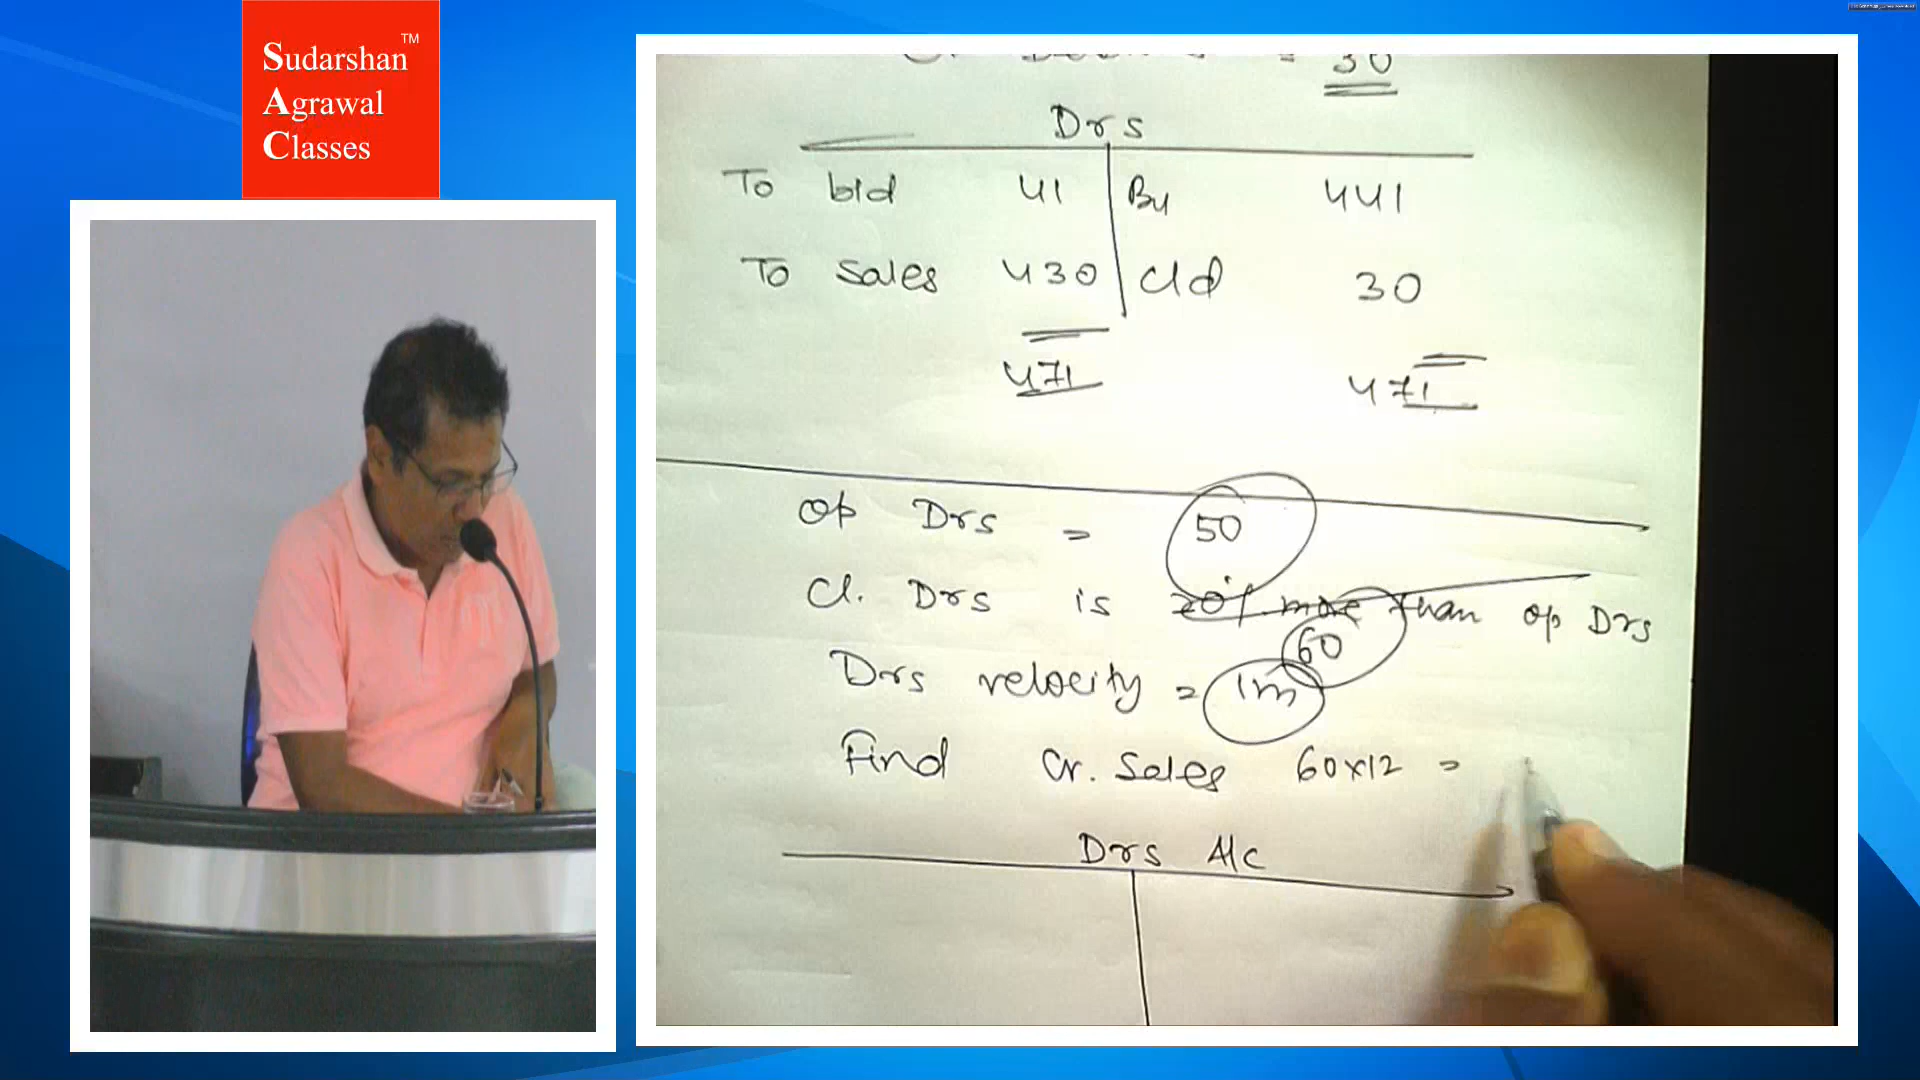 Sudarshan TM
Agrawal
Classes
30
Drs
To b/d 41 By 441
To sales 430 c/d 30
471 471
Op Drs = 50
Cl. Drs is 20% more than op Drs
60
Drs velocity = 1m
Find Cr. Sales 60x12 =
Drs A/c